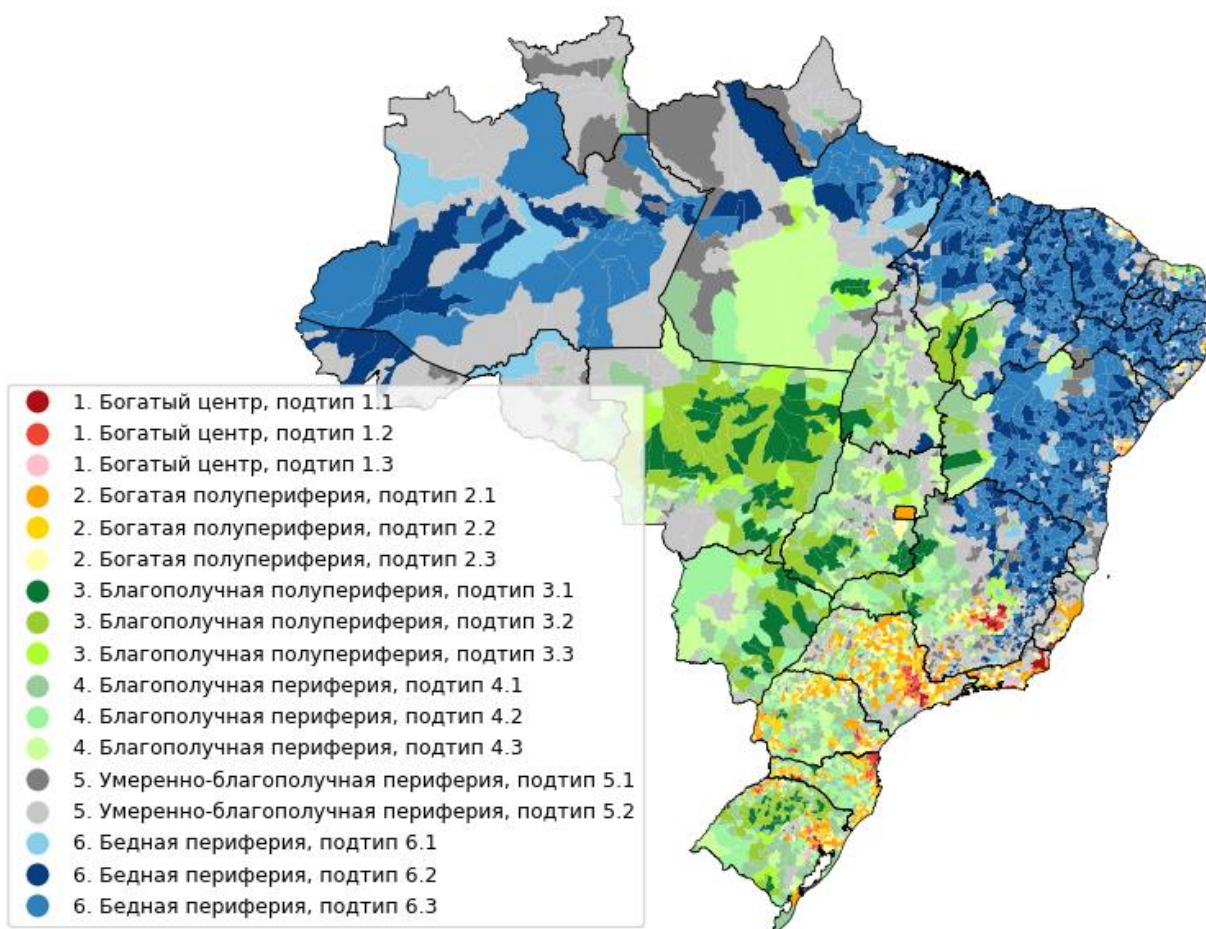 1. Богатый центр, подтип 1.1
1. Богатый центр, подтип 1.2
1. Богатый центр, подтип 1.3
2. Богатая полупериферия, подтип 2.1
2. Богатая полупериферия, подтип 2.2
2. Богатая полупериферия, подтип 2.3
3. Благополучная полупериферия, подтип 3.1
3. Благополучная полупериферия, подтип 3.2
3. Благополучная полупериферия, подтип 3.3
4. Благополучная периферия, подтип 4.1
4. Благополучная периферия, подтип 4.2
4. Благополучная периферия, подтип 4.3
5. Умеренно-благополучная периферия, подтип 5.1
5. Умеренно-благополучная периферия, подтип 5.2
6. Бедная периферия, подтип 6.1
6. Бедная периферия, подтип 6.2
6. Бедная периферия, подтип 6.3